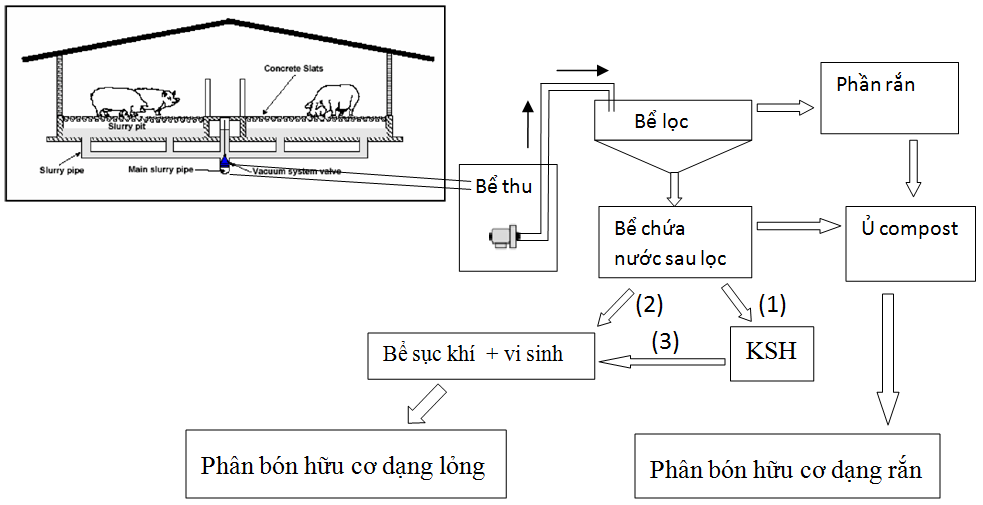 Concrete Slats
Slurry pit
Slurry pipe
Main slurry pipe
Vacuum system valve
Bể thu
Bể lọc
Phần rắn
Bể chứa
nước sau lọc
Ủ compost
(2)
(1)
Bể sục khí + vi sinh
(3)
KSH
Phân bón hữu cơ dạng lỏng
Phân bón hữu cơ dạng rắn